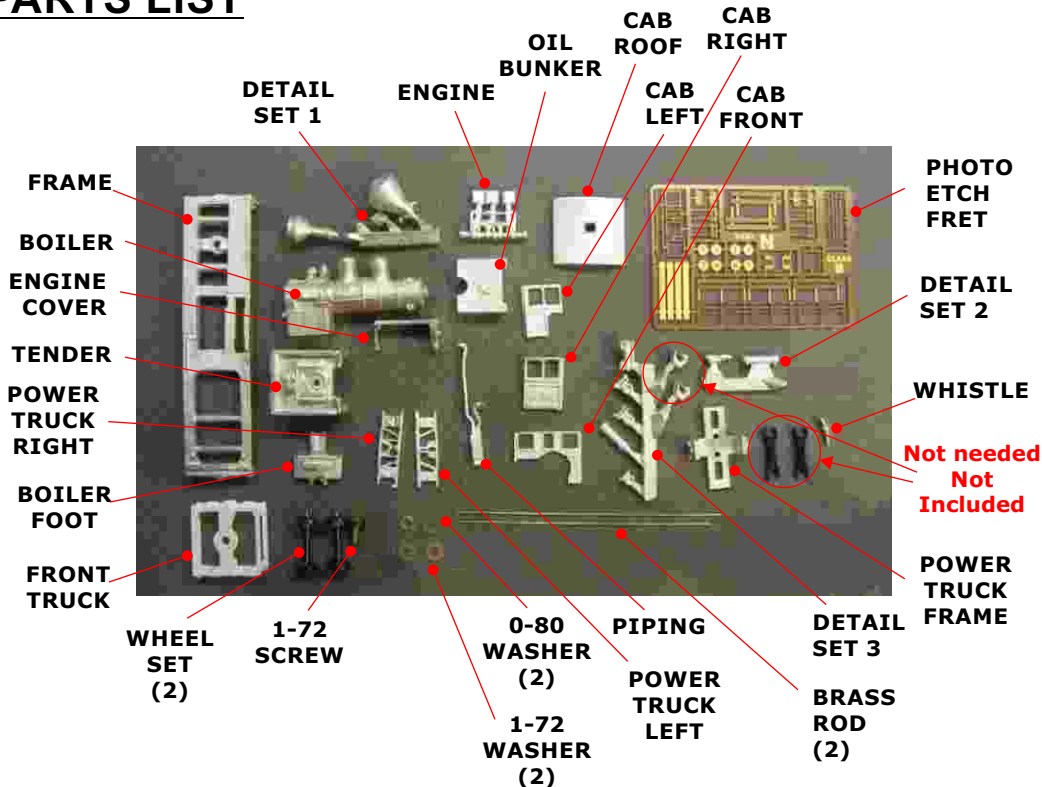 PARTS LIST
CAB
ROOF
CAB
RIGHT
OIL
BUNKER
DETAIL
SET 1
ENGINE
CAB
LEFT
CAB
FRONT
FRAME
BOILER
ENGINE
COVER
TENDER
POWER
TRUCK
RIGHT
BOILER
FOOT
FRONT
TRUCK
PHOTO
ETCH
FRET
DETAIL
SET 2
WHISTLE
Not needed
Not
Included
POWER
TRUCK
FRAME
WHEEL
SET
(2)
1-72
SCREW
0-80
WASHER
(2)
1-72
WASHER
(2)
PIPING
POWER
TRUCK
LEFT
DETAIL
SET 3
BRASS
ROD
(2)
N
CLASS